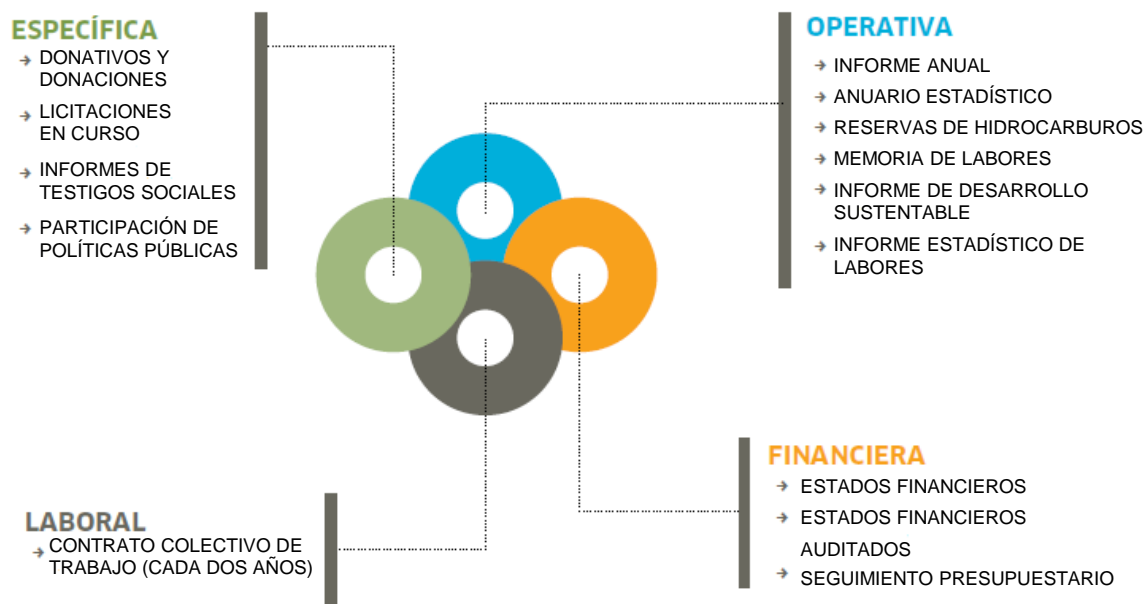 ESPECÍFICA
DONATIVOS Y
DONACIONES
LICITACIONES
EN CURSO
INFORMES DE
TESTIGOS SOCIALES
PARTICIPACIÓN DE
POLÍTICAS PÚBLICAS
OPERATIVA
INFORME ANUAL
ANUARIO ESTADÍSTICO
RESERVAS DE HIDROCARBUROS
MEMORIA DE LABORES
INFORME DE DESARROLLO
SUSTENTABLE
INFORME ESTADÍSTICO DE
LABORES
LABORAL
CONTRATO COLECTIVO DE
TRABAJO (CADA DOS AÑOS)
FINANCIERA
ESTADOS FINANCIEROS
ESTADOS FINANCIEROS
AUDITADOS
SEGUIMIENTO PRESUPUESTARIO